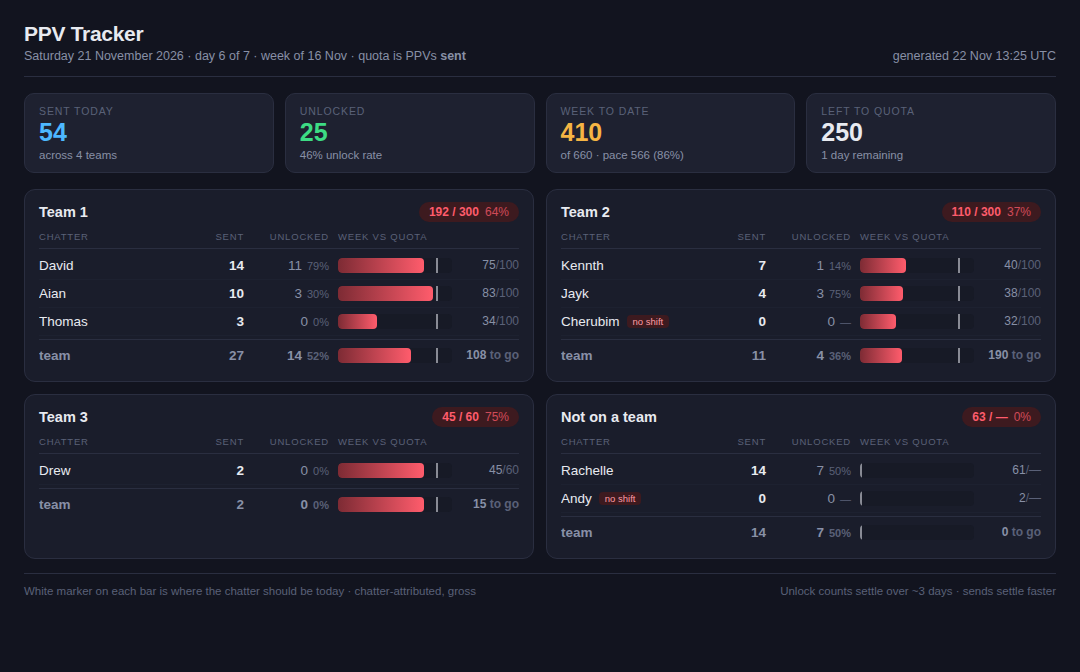 PPV Tracker
Saturday 21 November 2026 · day 6 of 7 · week of 16 Nov · quota is PPVs sent
generated 22 Nov 13:25 UTC
SENT TODAY
54
across 4 teams
UNLOCKED
25
46% unlock rate
WEEK TO DATE
410
of 660 · pace 566 (86%)
LEFT TO QUOTA
250
1 day remaining
Team 1
192 / 300 64%
CHATTER SENT UNLOCKED WEEK VS QUOTA
David 14 11 79% 75/100
Aian 10 3 30% 83/100
Thomas 3 0 0% 34/100
team 27 14 52% 108 to go
Team 2
110 / 300 37%
CHATTER SENT UNLOCKED WEEK VS QUOTA
Kennth 7 1 14% 40/100
Jayk 4 3 75% 38/100
Cherubim no shift 0 0 — 32/100
team 11 4 36% 190 to go
Team 3
45 / 60 75%
CHATTER SENT UNLOCKED WEEK VS QUOTA
Drew 2 0 0% 45/60
team 2 0 0% 15 to go
Not on a team
63 / — 0%
CHATTER SENT UNLOCKED WEEK VS QUOTA
Rachelle 14 7 50% 61/—
Andy no shift 0 0 — 2/—
team 14 7 50% 0 to go
White marker on each bar is where the chatter should be today · chatter-attributed, gross
Unlock counts settle over ~3 days · sends settle faster